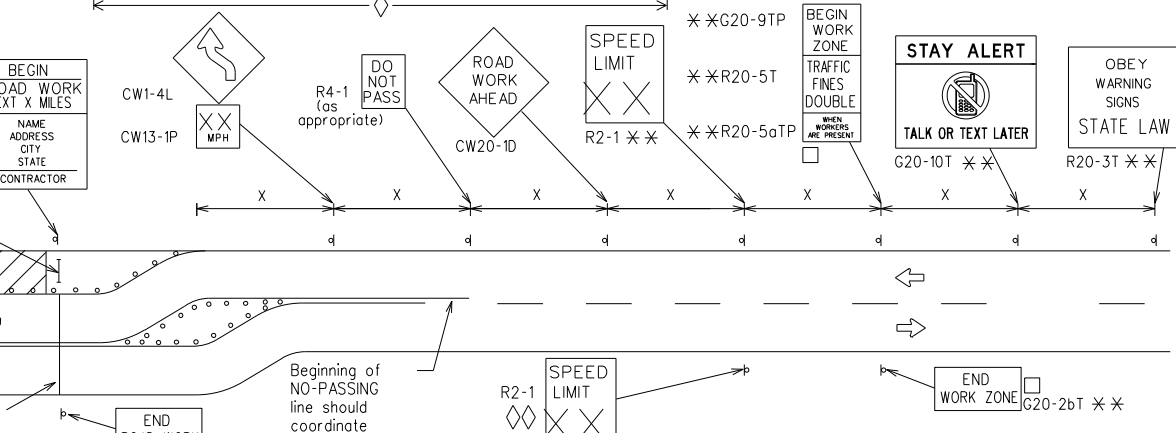 BEGIN
ROAD WORK
NEXT X MILES
NAME
ADDRESS
CITY
STATE
CONTRACTOR
CW1-4L
CW13-1P
XX
MPH
R4-1
(as
appropriate)
DO
NOT
PASS
ROAD
WORK
AHEAD
CW20-1D
SPEED
LIMIT
X X
R2-1 **
**G20-9TP
**R20-5T
**R20-5aTP
BEGIN
WORK
ZONE
TRAFFIC
FINES
DOUBLE
WHEN
WORKERS
ARE PRESENT
STAY ALERT
TALK OR TEXT LATER
G20-10T **
OBEY
WARNING
SIGNS
STATE LAW
R20-3T **
X X X X X X X
Beginning of
NO-PASSING
line should
coordinate
R2-1
SPEED
LIMIT
X X
END
WORK ZONE
G20-2bT **
END
ROAD WORK